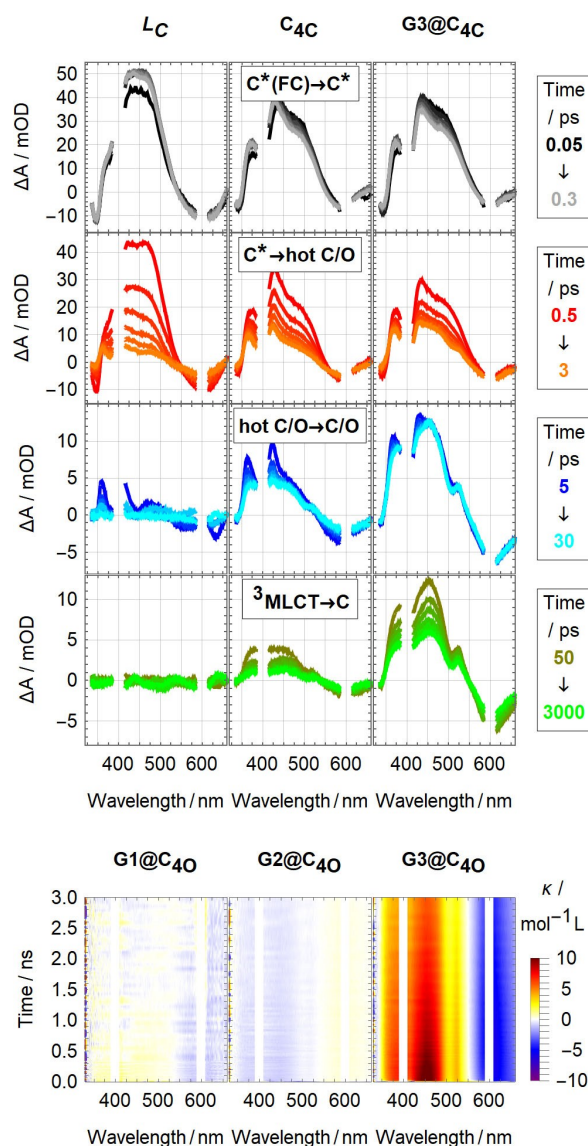 L_C C₄C G3@C₄C
C*(FC)→C*
ΔA / mOD
50
40
30
20
10
0
−10
Time
/ ps
0.05
↓
0.3
C*→hot C/O
ΔA / mOD
40
30
20
10
0
−10
Time
/ ps
0.5
↓
3
hot C/O→C/O
ΔA / mOD
10
5
0
−5
Time
/ ps
5
↓
30
³MLCT→C
ΔA / mOD
10
5
0
−5
Time
/ ps
50
↓
3000
400 500 600 400 500 600 400 500 600
Wavelength / nm Wavelength / nm Wavelength / nm
G1@C₄O G2@C₄O G3@C₄O
κ /
mol⁻¹L
Time / ns
3.0
2.5
2.0
1.5
1.0
0.5
0.0
10
5
0
−5
−10
400 500 600 400 500 600 400 500 600
Wavelength / nm Wavelength / nm Wavelength / nm